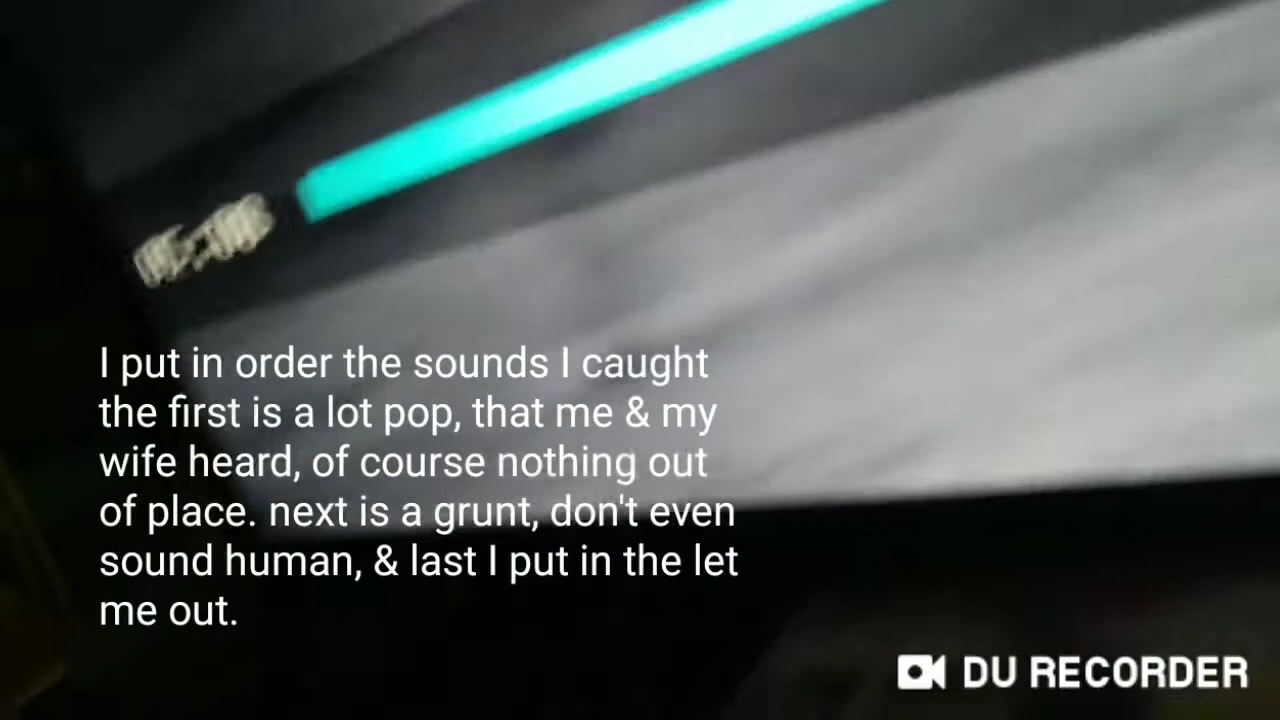 I put in order the sounds I caught
the first is a lot pop, that me & my
wife heard, of course nothing out
of place. next is a grunt, don't even
sound human, & last I put in the let
me out.
DU RECORDER